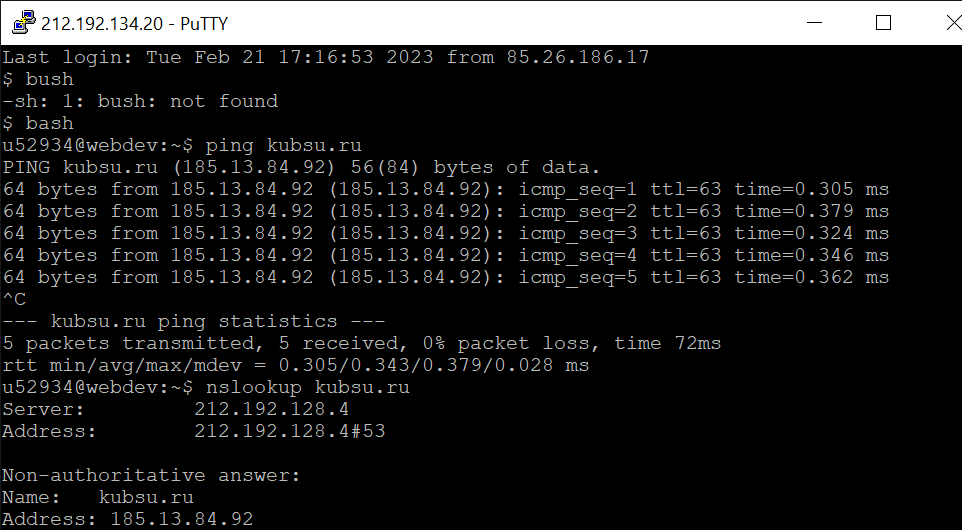 212.192.134.20 - PuTTY
Last login: Tue Feb 21 17:16:53 2023 from 85.26.186.17
$ bush
-sh: 1: bush: not found
$ bash
u52934@webdev:~$ ping kubsu.ru
PING kubsu.ru (185.13.84.92) 56(84) bytes of data.
64 bytes from 185.13.84.92 (185.13.84.92): icmp_seq=1 ttl=63 time=0.305 ms
64 bytes from 185.13.84.92 (185.13.84.92): icmp_seq=2 ttl=63 time=0.379 ms
64 bytes from 185.13.84.92 (185.13.84.92): icmp_seq=3 ttl=63 time=0.324 ms
64 bytes from 185.13.84.92 (185.13.84.92): icmp_seq=4 ttl=63 time=0.346 ms
64 bytes from 185.13.84.92 (185.13.84.92): icmp_seq=5 ttl=63 time=0.362 ms
^C
--- kubsu.ru ping statistics ---
5 packets transmitted, 5 received, 0% packet loss, time 72ms
rtt min/avg/max/mdev = 0.305/0.343/0.379/0.028 ms
u52934@webdev:~$ nslookup kubsu.ru
Server:         212.192.128.4
Address:        212.192.128.4#53

Non-authoritative answer:
Name:   kubsu.ru
Address: 185.13.84.92